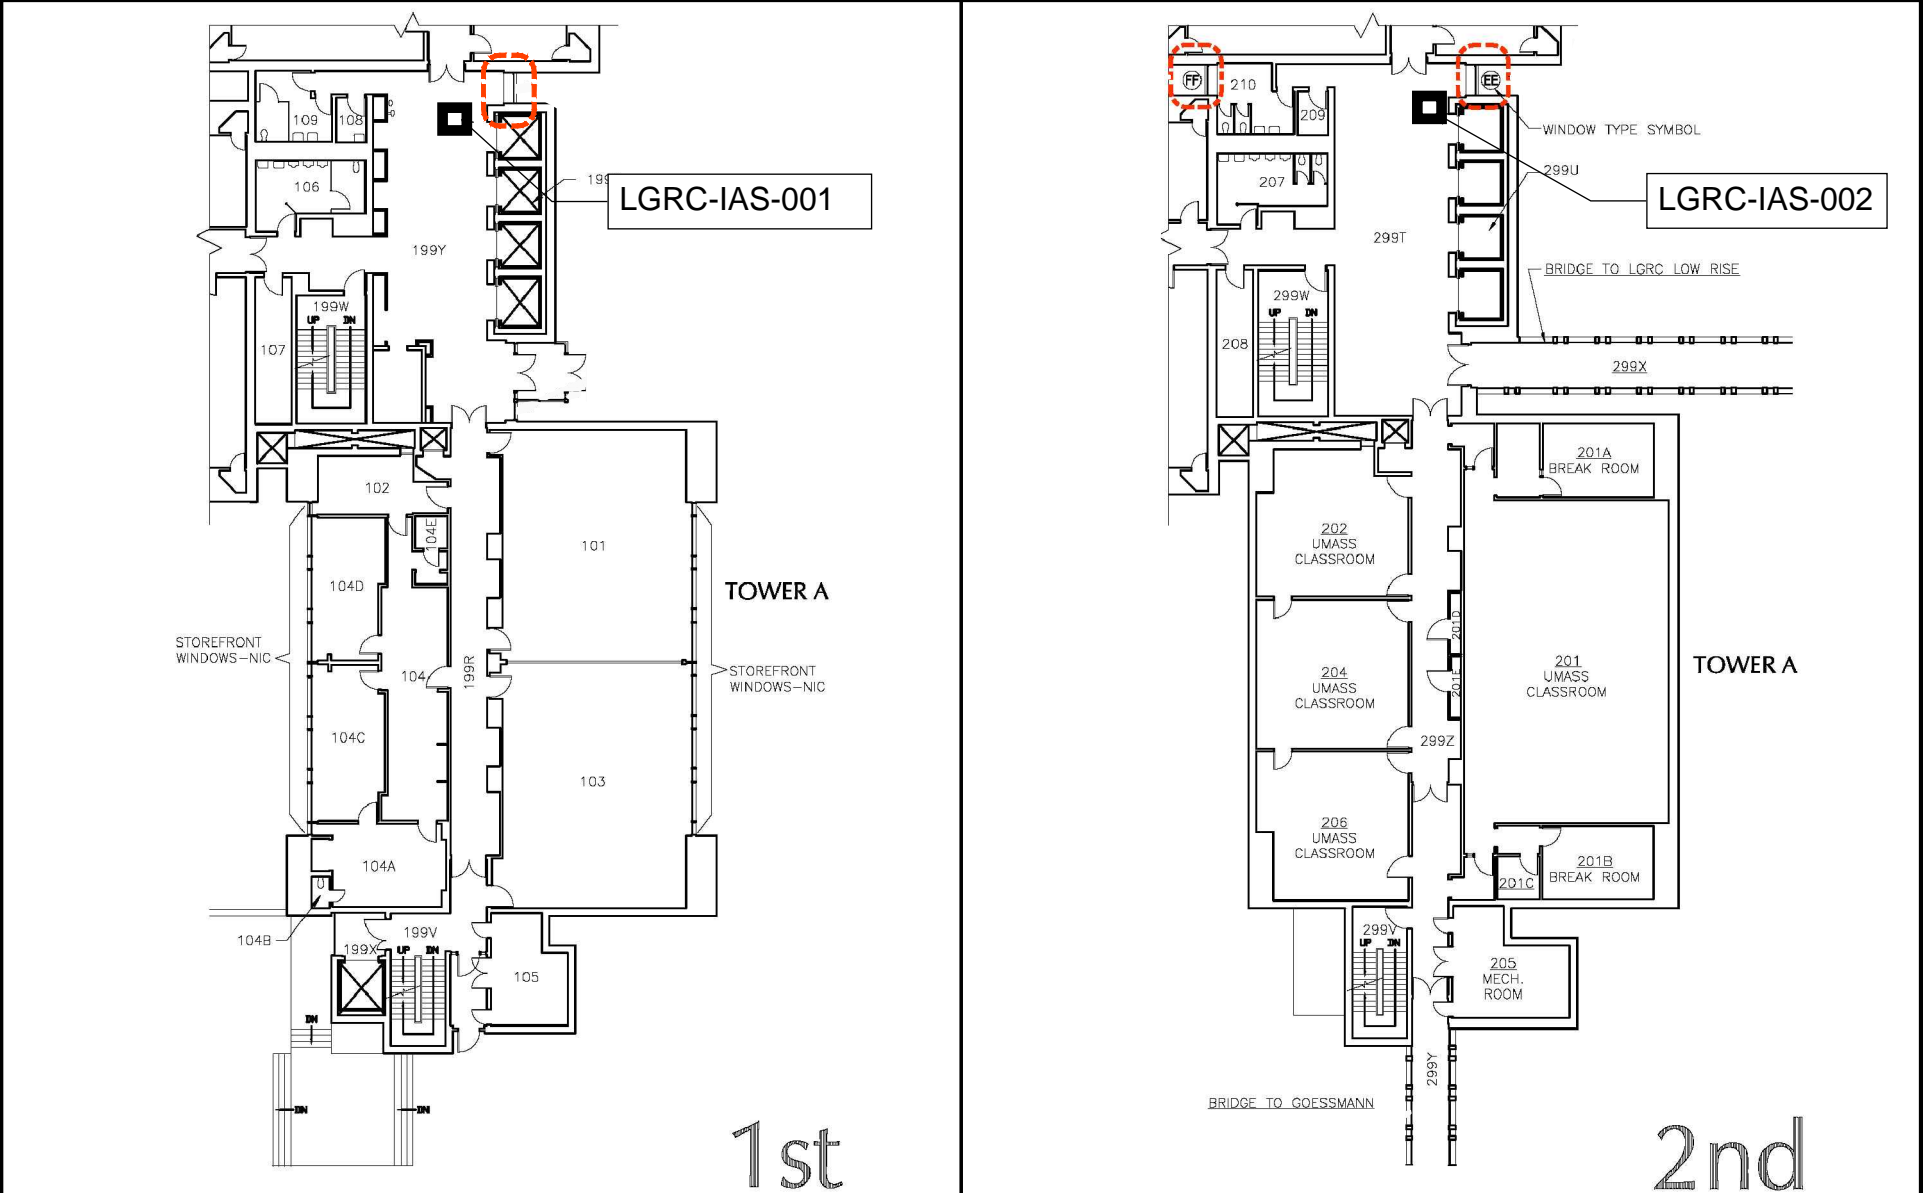 109
108
106
199Y
LGRC-IAS-001
199W
UP DN
107
102
104E
101
104D
TOWER A
STOREFRONT
WINDOWS-NIC
104
199R
STOREFRONT
WINDOWS-NIC
104C
103
104A
104B
199X
199V
UP DN
105
DN
DN
DN
1st
FF
EE
210
209
WINDOW TYPE SYMBOL
207
299U
LGRC-IAS-002
299T
BRIDGE TO LGRC LOW RISE
299W
UP DN
208
299X
201A
BREAK ROOM
202
UMASS
CLASSROOM
201D
204
UMASS
CLASSROOM
201E
201
UMASS
CLASSROOM
TOWER A
299Z
206
UMASS
CLASSROOM
201B
BREAK ROOM
201C
299V
UP DN
205
MECH.
ROOM
299Y
BRIDGE TO GOESSMANN
2nd